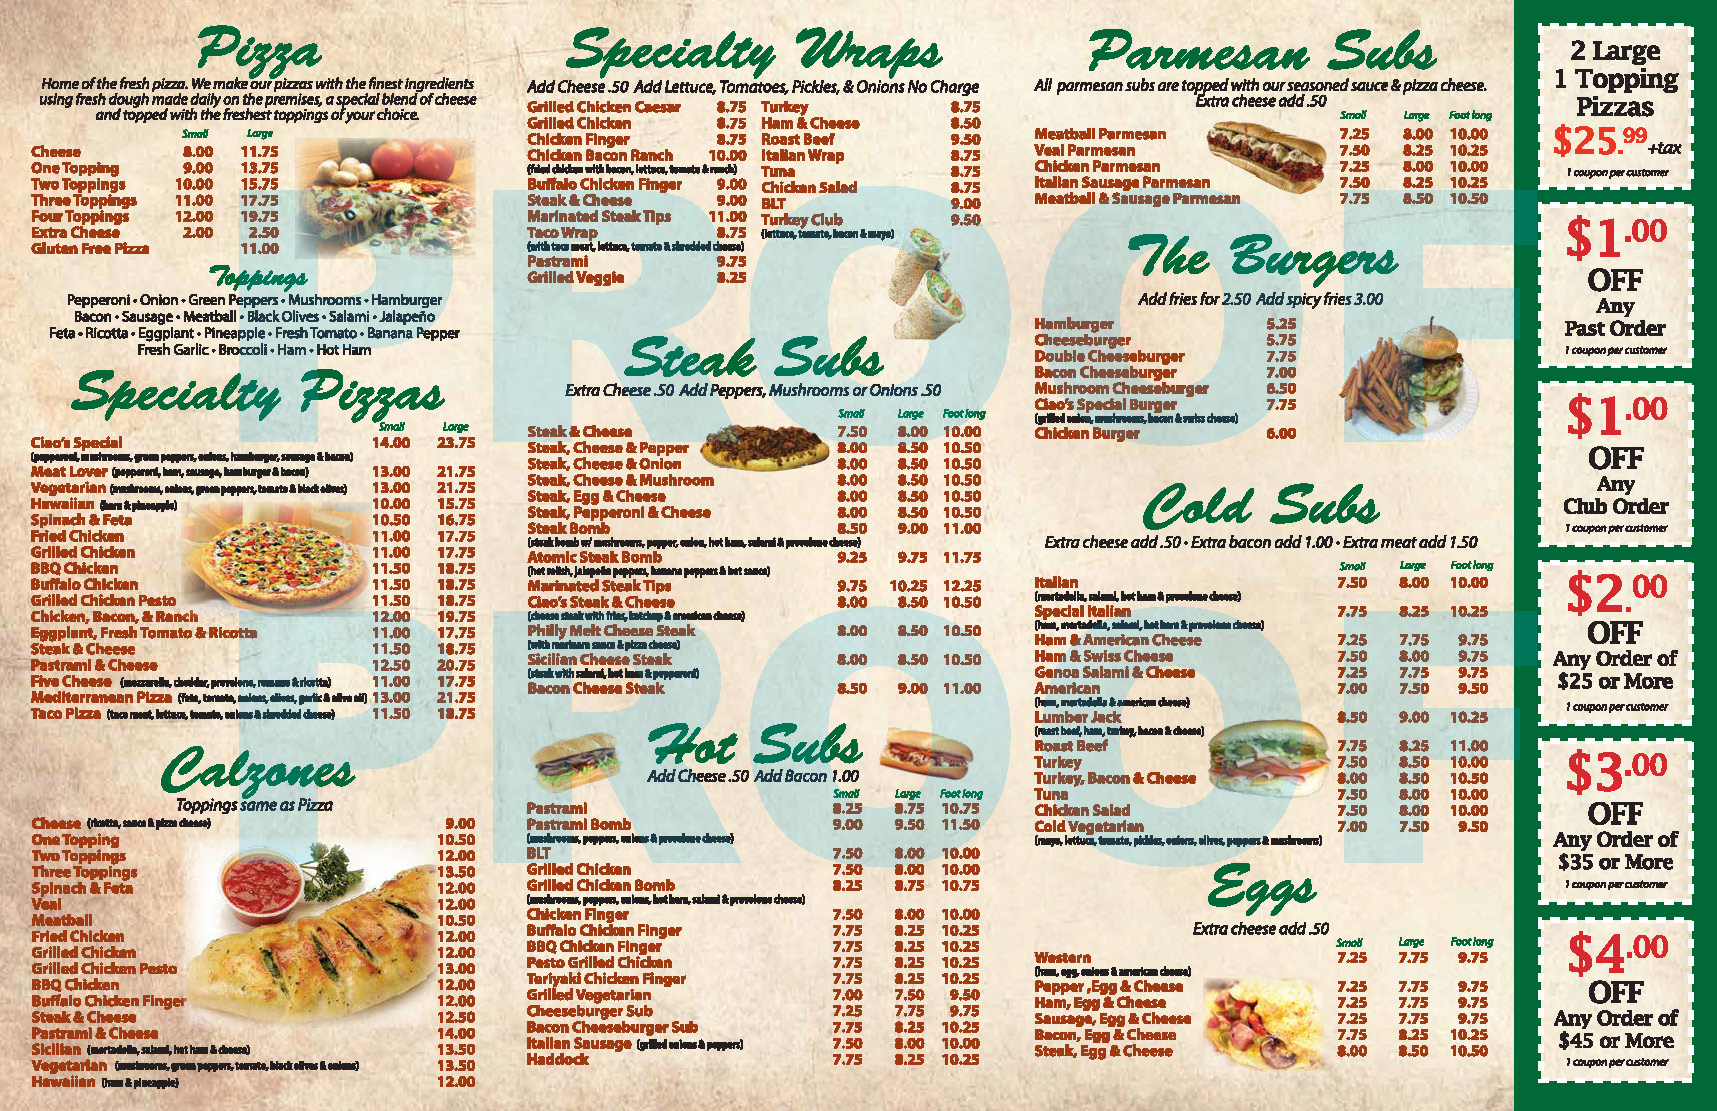 Pizza
Home of the fresh pizza. We make our pizzas with the finest ingredients
using fresh dough made daily on the premises, a special blend of cheese
and topped with the freshest toppings of your choice.
Small Large
Cheese 8.00 11.75
One Topping 9.00 13.75
Two Toppings 10.00 15.75
Three Toppings 11.00 17.75
Four Toppings 12.00 19.75
Extra Cheese 2.00 2.50
Gluten Free Pizza 11.00
Toppings
Pepperoni • Onion • Green Peppers • Mushrooms • Hamburger
Bacon • Sausage • Meatball • Black Olives • Salami • Jalapeño
Feta • Ricotta • Eggplant • Pineapple • Fresh Tomato • Banana Pepper
Fresh Garlic • Broccoli • Ham • Hot Ham
Specialty Pizzas
Small Large
Ciao's Special 14.00 23.75
(pepperoni, mushrooms, green peppers, onions, hamburger, sausage & bacon)
Meat Lover (pepperoni, ham, sausage, hamburger & bacon) 13.00 21.75
Vegetarian (mushrooms, onions, green peppers, tomato & black olives) 13.00 21.75
Hawaiian (ham & pineapple) 10.00 15.75
Spinach & Feta 10.50 16.75
Fried Chicken 11.00 17.75
Grilled Chicken 11.00 17.75
BBQ Chicken 11.50 18.75
Buffalo Chicken 11.50 18.75
Grilled Chicken Pesto 11.50 18.75
Chicken, Bacon, & Ranch 12.00 19.75
Eggplant, Fresh Tomato & Ricotta 11.00 17.75
Steak & Cheese 11.50 18.75
Pastrami & Cheese 12.50 20.75
Five Cheese (mozzarella, cheddar, provolone, romano & ricotta) 11.00 17.75
Mediterranean Pizza (feta, tomato, onions, olives, garlic & olive oil) 13.00 21.75
Taco Pizza (taco meat, lettuce, tomato, onions & shredded cheese) 11.50 18.75
Calzones
Toppings same as Pizza
Cheese (ricotta, sauce & pizza cheese) 9.00
One Topping 10.50
Two Toppings 12.00
Three Toppings 13.50
Spinach & Feta 12.00
Veal 12.00
Meatball 10.50
Fried Chicken 12.00
Grilled Chicken 12.00
Grilled Chicken Pesto 13.00
BBQ Chicken 12.00
Buffalo Chicken Finger 12.00
Steak & Cheese 12.50
Pastrami & Cheese 14.00
Sicilian (mortadella, salami, hot ham & cheese) 13.50
Vegetarian (mushrooms, green peppers, tomato, black olives & onions) 13.50
Hawaiian (ham & pineapple) 12.00
Specialty Wraps
Add Cheese .50 Add Lettuce, Tomatoes, Pickles, & Onions No Charge
Grilled Chicken Caesar 8.75
Grilled Chicken 8.75
Chicken Finger 8.75
Chicken Bacon Ranch 10.00
(fried chicken with bacon, lettuce, tomato & ranch)
Buffalo Chicken Finger 9.00
Steak & Cheese 9.00
Marinated Steak Tips 11.00
Taco Wrap 8.75
(with taco meat, lettuce, tomato & shredded cheese)
Pastrami 9.75
Grilled Veggie 8.25
Turkey 8.75
Ham & Cheese 8.50
Roast Beef 9.50
Italian Wrap 8.75
Tuna 8.75
Chicken Salad 8.75
BLT 9.00
Turkey Club 9.50
(lettuce, tomato, bacon & mayo)
Steak Subs
Extra Cheese .50 Add Peppers, Mushrooms or Onions .50
Small Large Foot long
Steak & Cheese 7.50 8.00 10.00
Steak, Cheese & Pepper 8.00 8.50 10.50
Steak, Cheese & Onion 8.00 8.50 10.50
Steak, Cheese & Mushroom 8.00 8.50 10.50
Steak, Egg & Cheese 8.00 8.50 10.50
Steak, Pepperoni & Cheese 8.00 8.50 10.50
Steak Bomb 8.50 9.00 11.00
(steak bomb w/ mushrooms, pepper, onion, hot ham, salami & provolone cheese)
Atomic Steak Bomb 9.25 9.75 11.75
(hot relish, jalapeño peppers, banana peppers & hot sauce)
Marinated Steak Tips 9.75 10.25 12.25
Ciao's Steak & Cheese 8.00 8.50 10.50
(cheese steak with fries, ketchup & american cheese)
Philly Melt Cheese Steak 8.00 8.50 10.50
(with marinara sauce & pizza cheese)
Sicilian Cheese Steak 8.00 8.50 10.50
(steak with salami, hot ham & pepperoni)
Bacon Cheese Steak 8.50 9.00 11.00
Hot Subs
Add Cheese .50 Add Bacon 1.00
Small Large Foot long
Pastrami 8.25 8.75 10.75
Pastrami Bomb 9.00 9.50 11.50
(mushrooms, peppers, onions & provolone cheese)
BLT 7.50 8.00 10.00
Grilled Chicken 7.50 8.00 10.00
Grilled Chicken Bomb 8.25 8.75 10.75
(mushrooms, peppers, onions, hot ham, salami & provolone cheese)
Chicken Finger 7.50 8.00 10.00
Buffalo Chicken Finger 7.75 8.25 10.25
BBQ Chicken Finger 7.75 8.25 10.25
Pesto Grilled Chicken 7.75 8.25 10.25
Teriyaki Chicken Finger 7.75 8.25 10.25
Grilled Vegetarian 7.00 7.50 9.50
Cheeseburger Sub 7.25 7.75 9.75
Bacon Cheeseburger Sub 7.75 8.25 10.25
Italian Sausage (grilled onions & peppers) 7.50 8.00 10.00
Haddock 7.75 8.25 10.25
Parmesan Subs
All parmesan subs are topped with our seasoned sauce & pizza cheese.
Extra cheese add .50
Small Large Foot long
Meatball Parmesan 7.25 8.00 10.00
Veal Parmesan 7.50 8.25 10.25
Chicken Parmesan 7.25 8.00 10.00
Italian Sausage Parmesan 7.50 8.25 10.25
Meatball & Sausage Parmesan 7.75 8.50 10.50
The Burgers
Add fries for 2.50 Add spicy fries 3.00
Hamburger 5.25
Cheeseburger 5.75
Double Cheeseburger 7.75
Bacon Cheeseburger 7.00
Mushroom Cheeseburger 6.50
Ciao's Special Burger 7.75
(grilled onion, mushrooms, bacon & swiss cheese)
Chicken Burger 6.00
Cold Subs
Extra cheese add .50 • Extra bacon add 1.00 • Extra meat add 1.50
Small Large Foot long
Italian 7.50 8.00 10.00
(mortadella, salami, hot ham & provolone cheese)
Special Italian 7.75 8.25 10.25
(ham, mortadella, salami, hot ham & provolone cheese)
Ham & American Cheese 7.25 7.75 9.75
Ham & Swiss Cheese 7.50 8.00 9.75
Genoa Salami & Cheese 7.25 7.75 9.75
American 7.00 7.50 9.50
(ham, mortadella & american cheese)
Lumber Jack 8.50 9.00 10.25
(roast beef, ham, turkey, bacon & cheese)
Roast Beef 7.75 8.25 11.00
Turkey 7.50 8.50 10.00
Turkey, Bacon & Cheese 8.00 8.50 10.50
Tuna 7.50 8.00 10.00
Chicken Salad 7.50 8.00 10.00
Cold Vegetarian 7.00 7.50 9.50
(mayo, lettuce, tomato, pickles, onions, olives, peppers & mushrooms)
Eggs
Extra cheese add .50
Small Large Foot long
Western 7.25 7.75 9.75
(ham, egg, onions & american cheese)
Pepper ,Egg & Cheese 7.25 7.75 9.75
Ham, Egg & Cheese 7.25 7.75 9.75
Sausage, Egg & Cheese 7.25 7.75 9.75
Bacon, Egg & Cheese 7.75 8.25 10.25
Steak, Egg & Cheese 8.00 8.50 10.50
2 Large
1 Topping
Pizzas
$25.99 +tax
1 coupon per customer
$1.00
OFF
Any
Past Order
1 coupon per customer
$1.00
OFF
Any
Club Order
1 coupon per customer
$2.00
OFF
Any Order of
$25 or More
1 coupon per customer
$3.00
OFF
Any Order of
$35 or More
1 coupon per customer
$4.00
OFF
Any Order of
$45 or More
1 coupon per customer
PROOF
PROOF